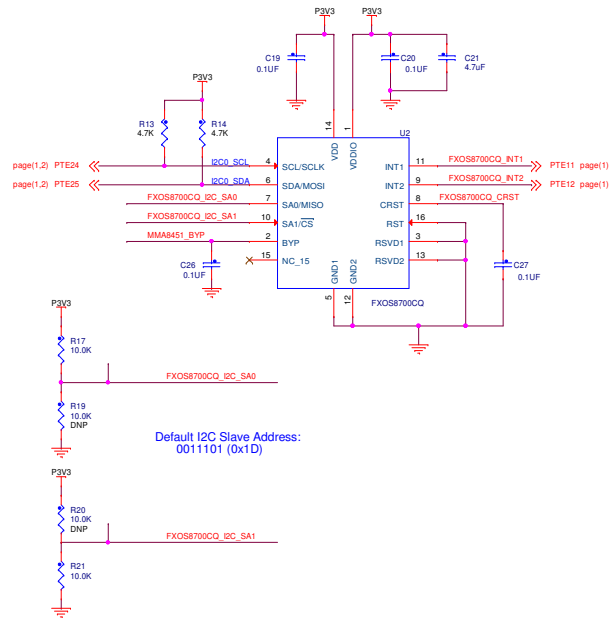 P3V3
P3V3
C19
0.1UF
C20
0.1UF
C21
4.7uF
P3V3
R13
4.7K
R14
4.7K
14
1
U2
VDD
VDDIO
page(1,2) PTE24
I2C0_SCL
4
SCL/SCLK
INT1
11
FXOS8700CQ_INT1
PTE11 page(1)
page(1,2) PTE25
I2C0_SDA
6
SDA/MOSI
INT2
9
FXOS8700CQ_INT2
PTE12 page(1)
FXOS8700CQ_I2C_SA0
7
SA0/MISO
CRST
8
FXOS8700CQ_CRST
FXOS8700CQ_I2C_SA1
10
SA1/CS
RST
16
MMA8451_BYP
2
BYP
RSVD1
3
15
NC_15
RSVD2
13
C26
0.1UF
C27
0.1UF
GND1
GND2
5
12
FXOS8700CQ
P3V3
R17
10.0K
FXOS8700CQ_I2C_SA0
R19
10.0K
DNP
Default I2C Slave Address:
0011101 (0x1D)
P3V3
R20
10.0K
DNP
FXOS8700CQ_I2C_SA1
R21
10.0K